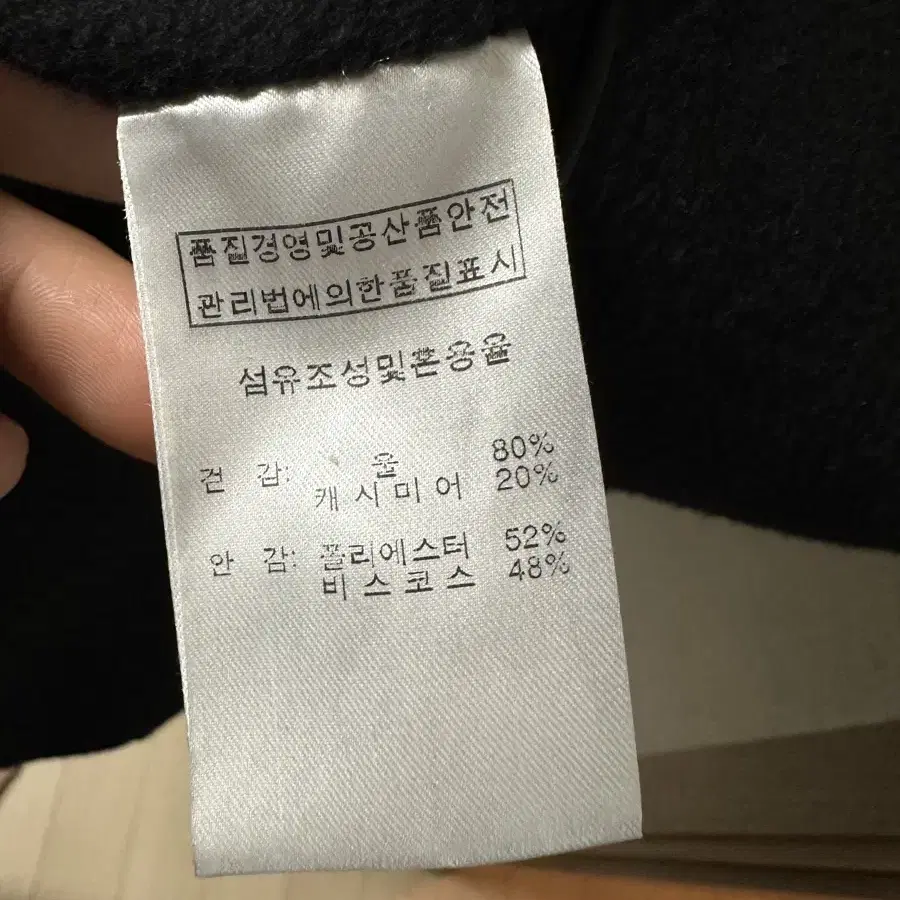 품질경영및공산품안전
관리법에의한품질표시
섬유조성및혼용율
겉 감: 울 80%
캐시미어 20%
안 감: 폴리에스터 52%
비스코스 48%